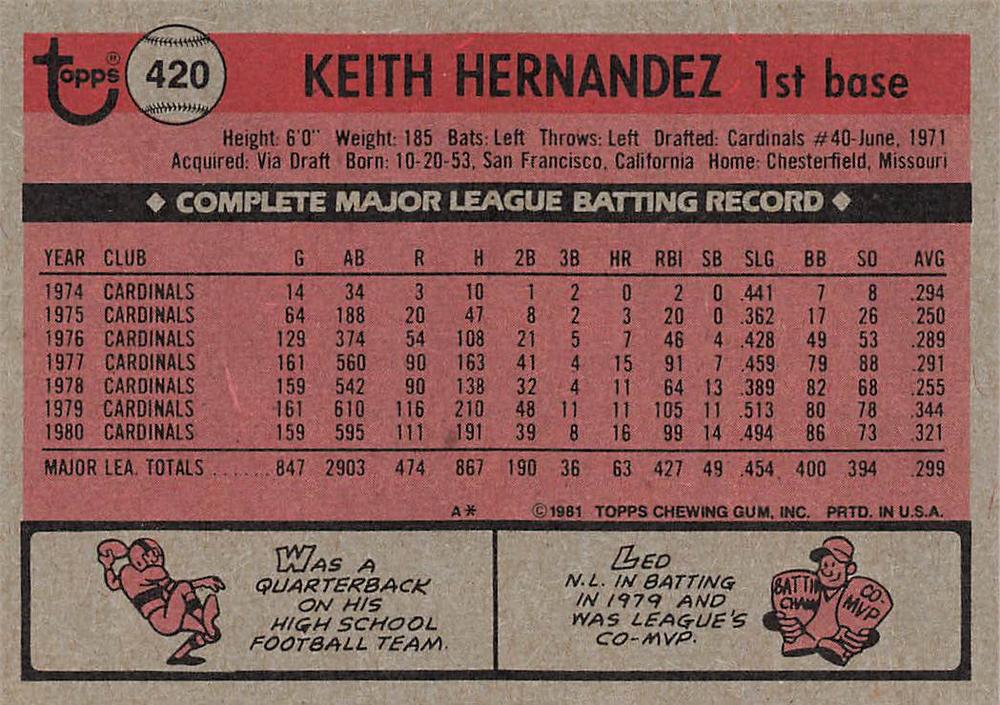 Topps® 420 KEITH HERNANDEZ 1st base
Height: 6'0" Weight: 185 Bats: Left Throws: Left Drafted: Cardinals #40-June, 1971
Acquired: Via Draft Born: 10-20-53, San Francisco, California Home: Chesterfield, Missouri
◆ COMPLETE MAJOR LEAGUE BATTING RECORD ◆
YEAR CLUB G AB R H 2B 3B HR RBI SB SLG BB SO AVG
1974 CARDINALS 14 34 3 10 1 2 0 2 0 .441 7 8 .294
1975 CARDINALS 64 188 20 47 8 2 3 20 0 .362 17 26 .250
1976 CARDINALS 129 374 54 108 21 5 7 46 4 .428 49 53 .289
1977 CARDINALS 161 560 90 163 41 4 15 91 7 .459 79 88 .291
1978 CARDINALS 159 542 90 138 32 4 11 64 13 .389 82 68 .255
1979 CARDINALS 161 610 116 210 48 11 11 105 11 .513 80 78 .344
1980 CARDINALS 159 595 111 191 39 8 16 99 14 .494 86 73 .321
MAJOR LEA. TOTALS ....... 847 2903 474 867 190 36 63 427 49 .454 400 394 .299
A* ©1981 TOPPS CHEWING GUM, INC. PRTD. IN U.S.A.
WAS A
QUARTERBACK
ON HIS
HIGH SCHOOL
FOOTBALL TEAM.
LED
N.L. IN BATTING
IN 1979 AND
WAS LEAGUE'S
CO-MVP.
BATTIN
CHAM
CO-
MVP